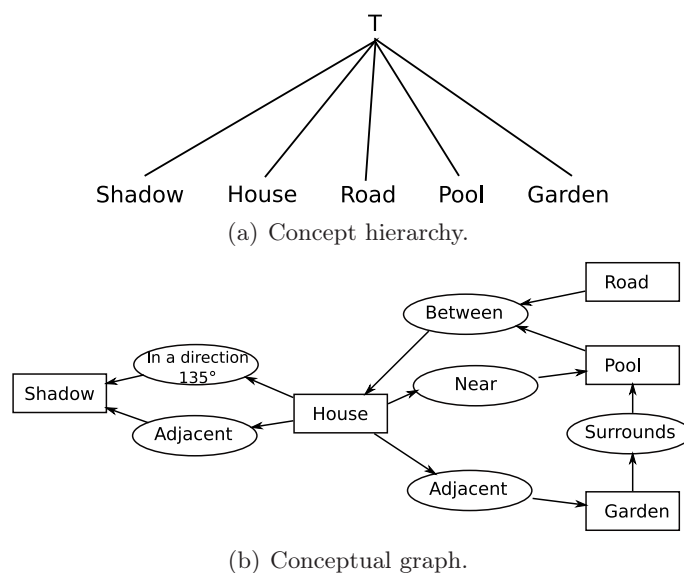 T
Shadow House Road Pool Garden
(a) Concept hierarchy.
Road
Between
In a direction
135°
Pool
Near
Shadow
House
Adjacent
Surrounds
Adjacent
Garden
(b) Conceptual graph.